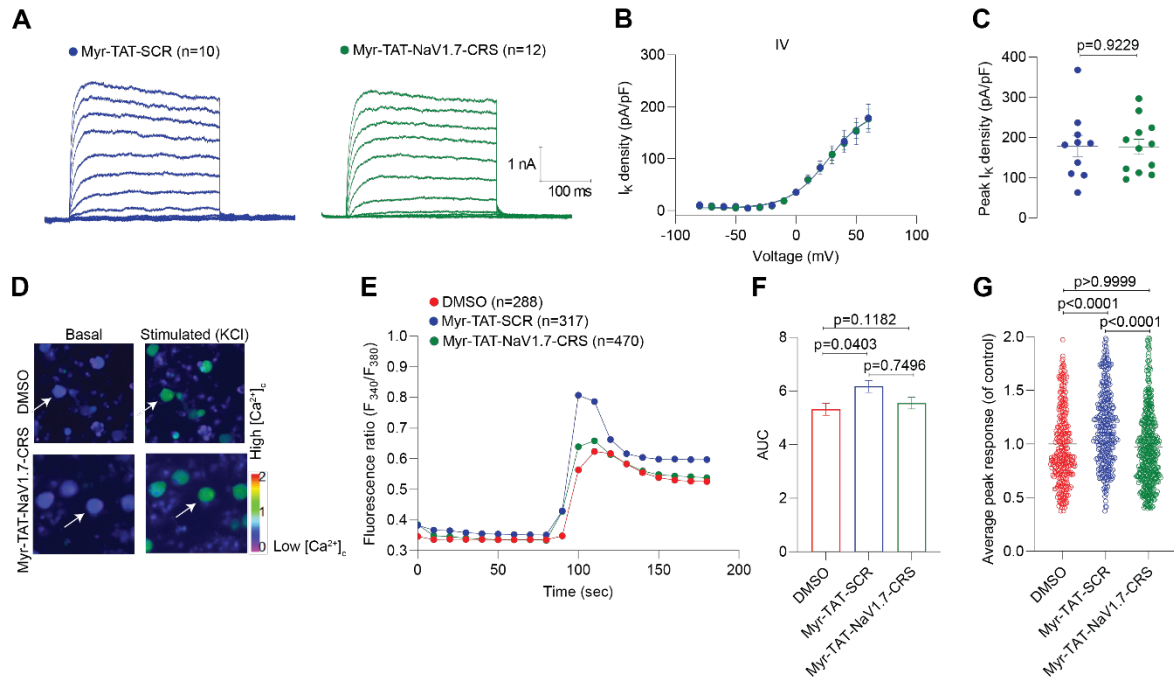 A
Myr-TAT-SCR (n=10)
Myr-TAT-NaV1.7-CRS (n=12)
1 nA
100 ms
B
IV
I_K density (pA/pF)
300
200
100
0
-100
-50
0
50
100
Voltage (mV)
C
p=0.9229
Peak I_K density (pA/pF)
400
300
200
100
0
D
Basal
Stimulated (KCl)
DMSO
Myr-TAT-NaV1.7-CRS
High [Ca²⁺]c
2
1
0
Low [Ca²⁺]c
E
DMSO (n=288)
Myr-TAT-SCR (n=317)
Myr-TAT-NaV1.7-CRS (n=470)
Fluorescence ratio (F340/F380)
1.0
0.9
0.8
0.7
0.6
0.5
0.4
0.3
0
50
100
150
200
Time (sec)
F
p=0.1182
p=0.0403
p=0.7496
AUC
8
6
4
2
0
DMSO
Myr-TAT-SCR
Myr-TAT-NaV1.7-CRS
G
p>0.9999
p<0.0001
p<0.0001
Average peak response (of control)
2.0
1.5
1.0
0.5
0.0
DMSO
Myr-TAT-SCR
Myr-TAT-NaV1.7-CRS